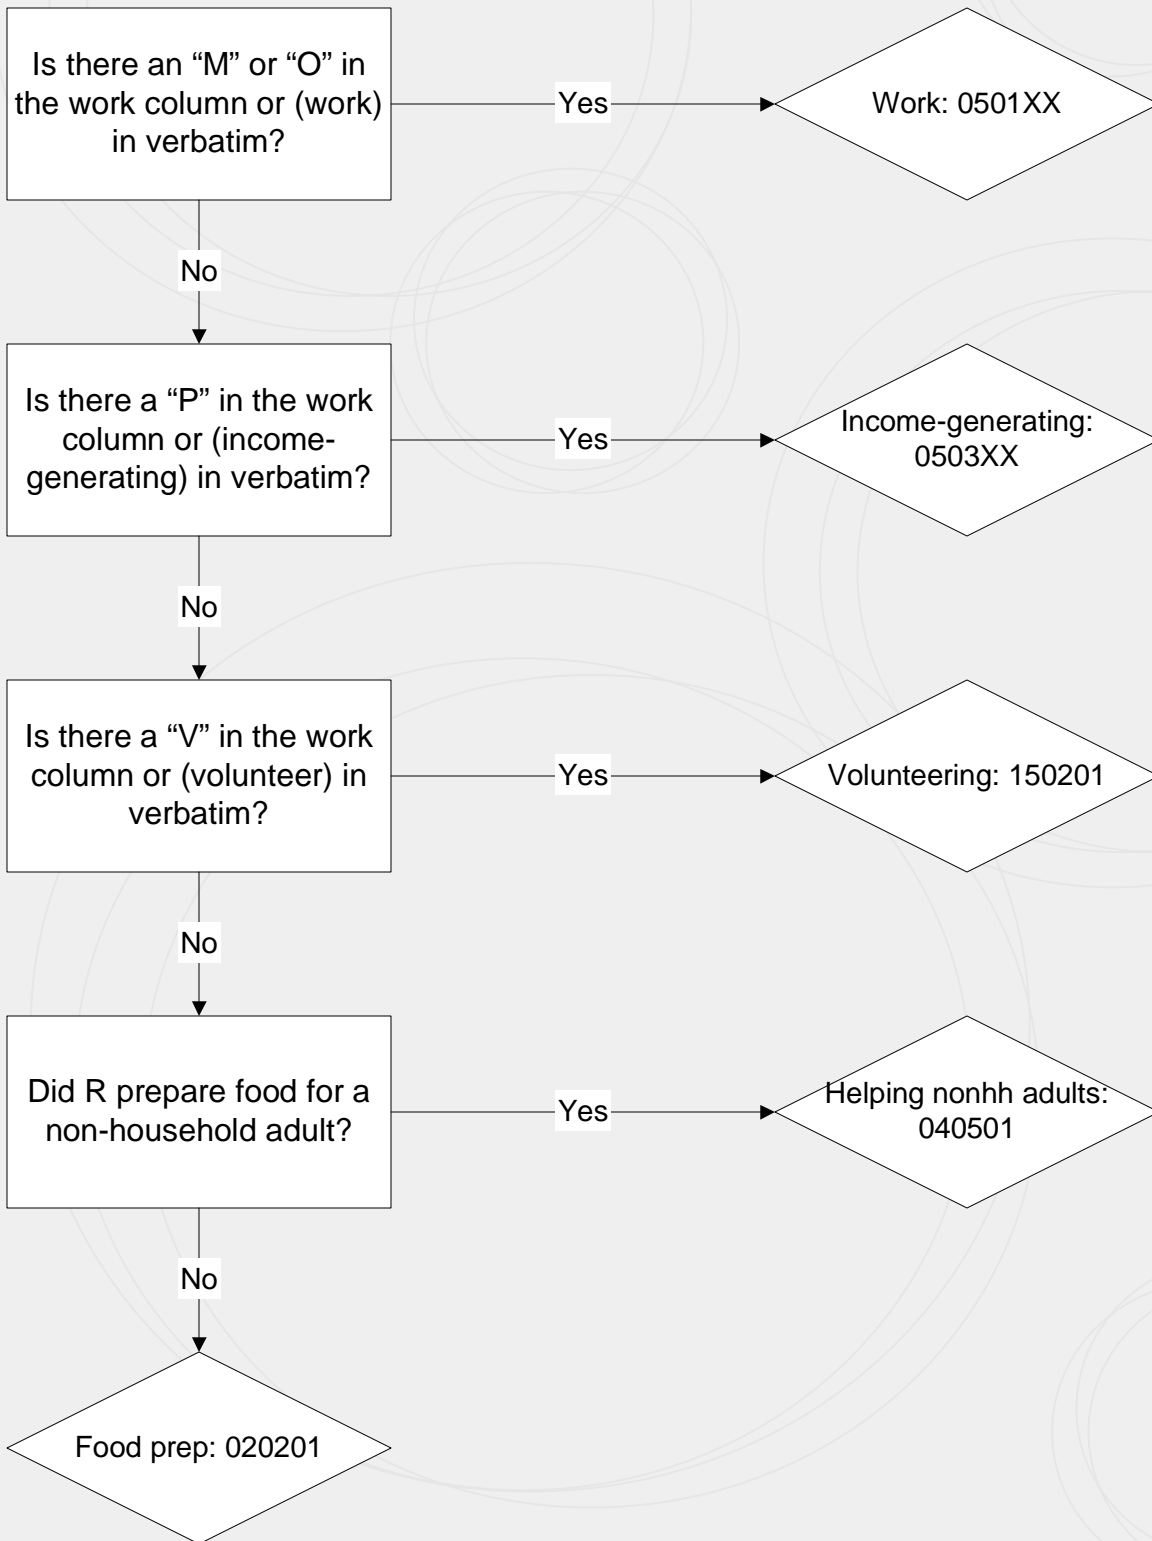 Is there an “M” or “O” in
the work column or (work)
in verbatim?
Yes
Work: 0501XX
No
Is there a “P” in the work
column or (income-
generating) in verbatim?
Yes
Income-generating:
0503XX
No
Is there a “V” in the work
column or (volunteer) in
verbatim?
Yes
Volunteering: 150201
No
Did R prepare food for a
non-household adult?
Yes
Helping nonhh adults:
040501
No
Food prep: 020201